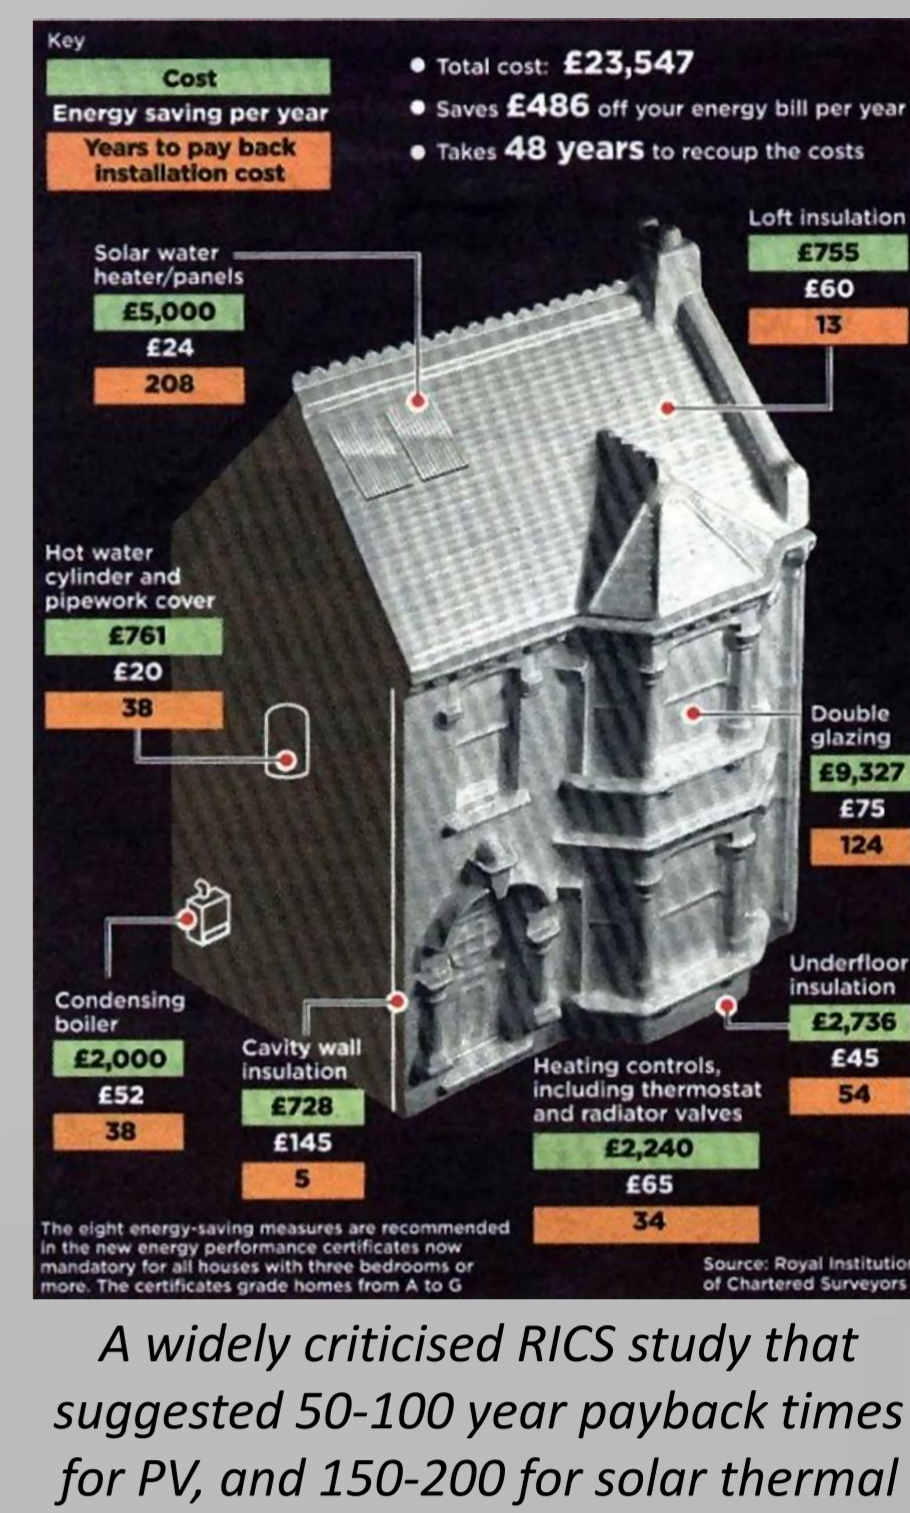 Key
Cost
Energy saving per year
Years to pay back
installation cost
● Total cost: £23,547
● Saves £486 off your energy bill per year
● Takes 48 years to recoup the costs
Loft insulation
£755
£60
13
Solar water
heater/panels
£5,000
£24
208
Hot water
cylinder and
pipework cover
£761
£20
38
Double
glazing
£9,327
£75
124
Underfloor
insulation
£2,736
£45
54
Condensing
boiler
£2,000
£52
38
Cavity wall
insulation
£728
£145
5
Heating controls,
including thermostat
and radiator valves
£2,240
£65
34
The eight energy-saving measures are recommended
in the new energy performance certificates now
mandatory for all houses with three bedrooms or
more. The certificates grade homes from A to G
Source: Royal Institution
of Chartered Surveyors
A widely criticised RICS study that
suggested 50-100 year payback times
for PV, and 150-200 for solar thermal